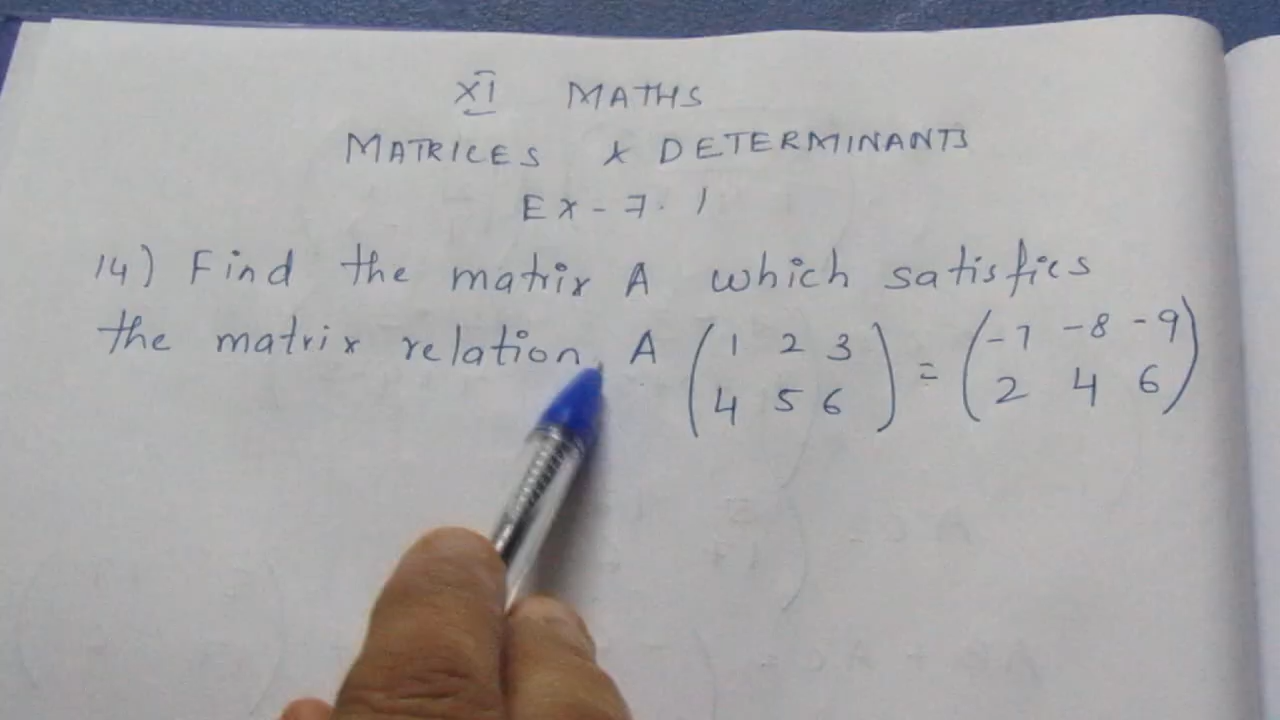 XI MATHS
MATRICES & DETERMINANTS
EX - 7.1
14) Find the matrix A which satisfies
the matrix relation A (1 2 3 = (-7 -8 -9
4 5 6) 2 4 6)